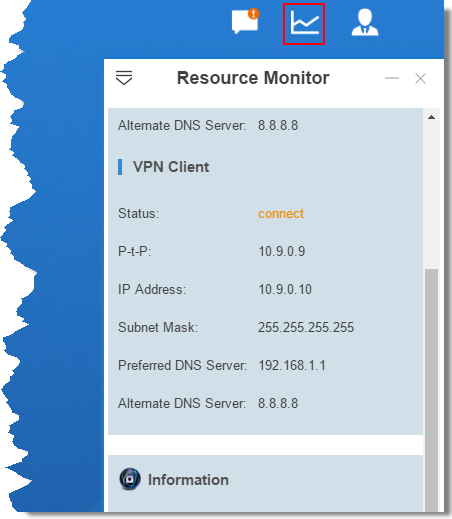 Resource Monitor
Alternate DNS Server: 8.8.8.8
VPN Client
Status: connect
P-t-P: 10.9.0.9
IP Address: 10.9.0.10
Subnet Mask: 255.255.255.255
Preferred DNS Server: 192.168.1.1
Alternate DNS Server: 8.8.8.8
Information